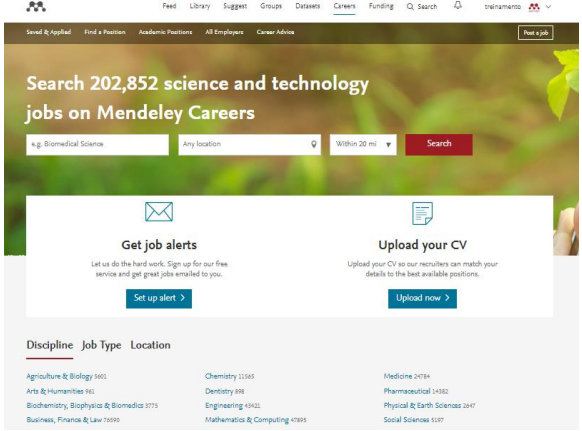 Feed Library Suggest Groups Datasets Careers Funding Search treinamento
Saved & Applied Find a Position Academic Positions All Employers Career Advice Post a job
Search 202,852 science and technology
jobs on Mendeley Careers
e.g. Biomedical Science Any location Within 20 mi Search
Get job alerts
Let us do the hard work. Sign up for our free
service and get great jobs emailed to you.
Set up alert >
Upload your CV
Upload your CV so our recruiters can match your
details to the best available positions.
Upload now >
Discipline Job Type Location
Agriculture & Biology 5601 Chemistry 11565 Medicine 24784
Arts & Humanities 961 Dentistry 898 Pharmaceutical 14382
Biochemistry, Biophysics & Biomedics 3775 Engineering 43421 Physical & Earth Sciences 2647
Business, Finance & Law 76590 Mathematics & Computing 47895 Social Sciences 5197